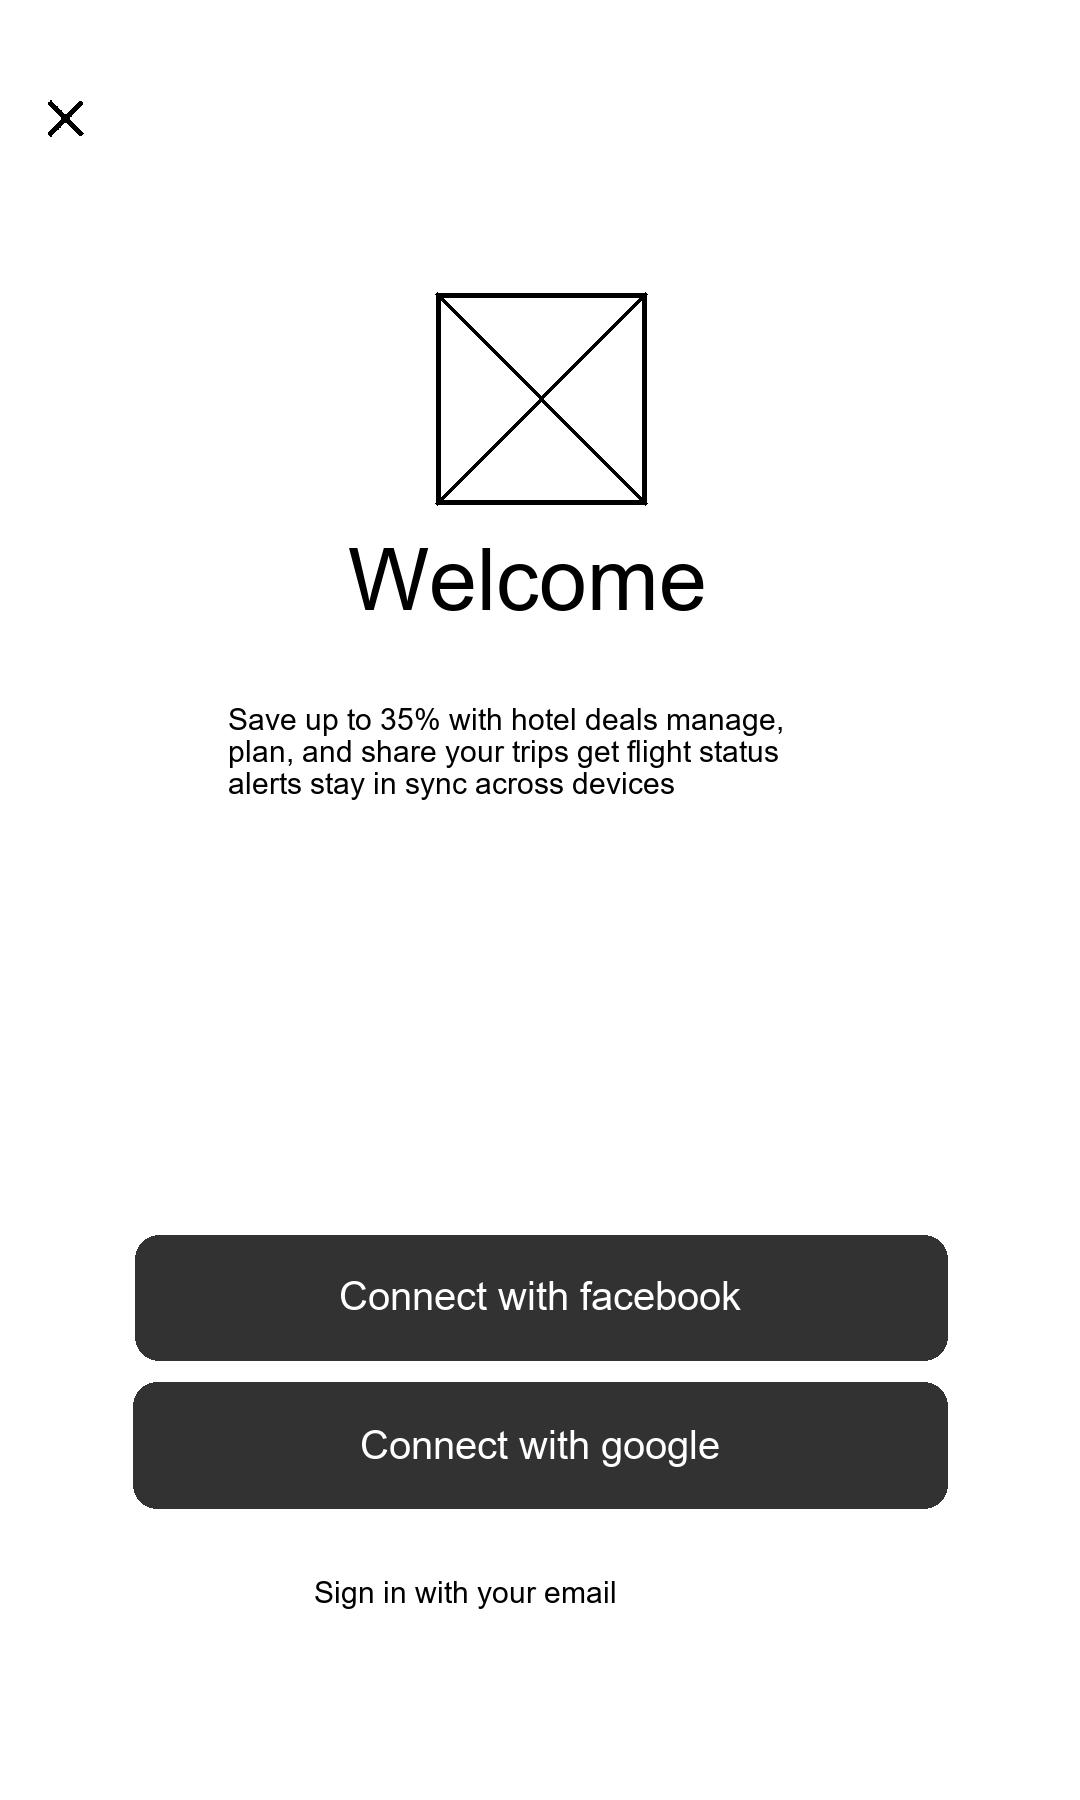 Welcome
Save up to 35% with hotel deals manage,
plan, and share your trips get flight status
alerts stay in sync across devices
Connect with facebook
Connect with google
Sign in with your email